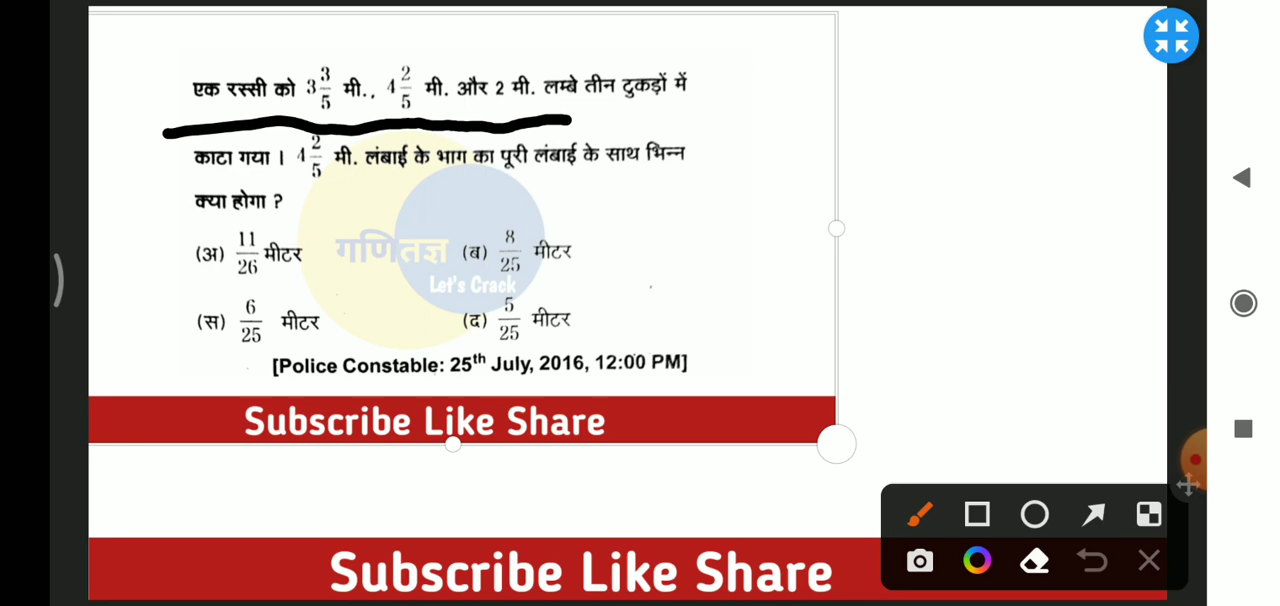 एक रस्सी को 3 3/5 मी., 4 2/5 मी. और 2 मी. लम्बे तीन टुकड़ों में
काटा गया । 4 2/5 मी. लंबाई के भाग का पूरी लंबाई के साथ भिन्न
क्या होगा ?
(अ) 11/26 मीटर (ब) 8/25 मीटर
गणितज्ञ
Let's Crack
(स) 6/25 मीटर (द) 5/25 मीटर
[Police Constable: 25th July, 2016, 12:00 PM]
Subscribe Like Share
Subscribe Like Share